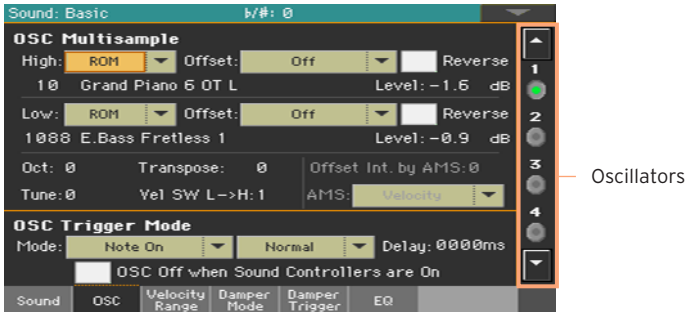 Sound: Basic ♭/#: 0
OSC Multisample
High: ROM Offset: Off Reverse
10 Grand Piano 6 OT L Level: -1.6 dB
Low: ROM Offset: Off Reverse
1088 E.Bass Fretless 1 Level: -0.9 dB
Oct: 0 Transpose: 0 Offset Int. by AMS: 0
Tune: 0 Vel SW L->H: 1 AMS: Velocity
OSC Trigger Mode
Mode: Note On Normal Delay: 0000ms
OSC Off when Sound Controllers are On
Sound OSC Velocity Range Damper Mode Damper Trigger EQ
1
2
3
4
Oscillators